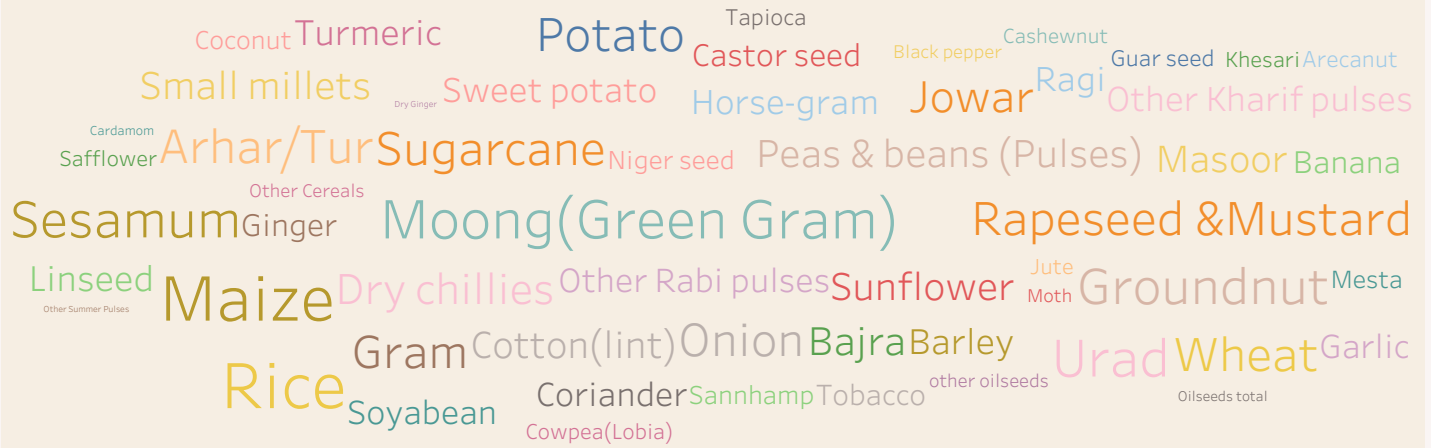 Tapioca
Coconut Turmeric Potato Castor seed Black pepper Cashewnut Guar seed Khesari Arecanut
Small millets Dry Ginger Sweet potato Horse-gram Jowar Ragi Other Kharif pulses
Cardamom
Safflower Arhar/Tur Sugarcane Niger seed Peas & beans (Pulses) Masoor Banana
Other Cereals
Sesamum Ginger Moong(Green Gram) Rapeseed &Mustard
Linseed Maize Dry chillies Other Rabi pulses Sunflower Jute Moth Groundnut Mesta
Other Summer Pulses
Gram Cotton(lint) Onion Bajra Barley Urad Wheat Garlic
Rice Soyabean Coriander Sannhamp Tobacco other oilseeds Oilseeds total
Cowpea(Lobia)